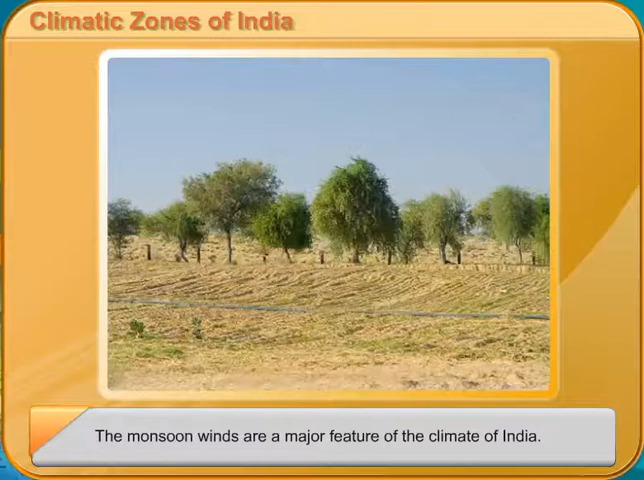 Climatic Zones of India
The monsoon winds are a major feature of the climate of India.